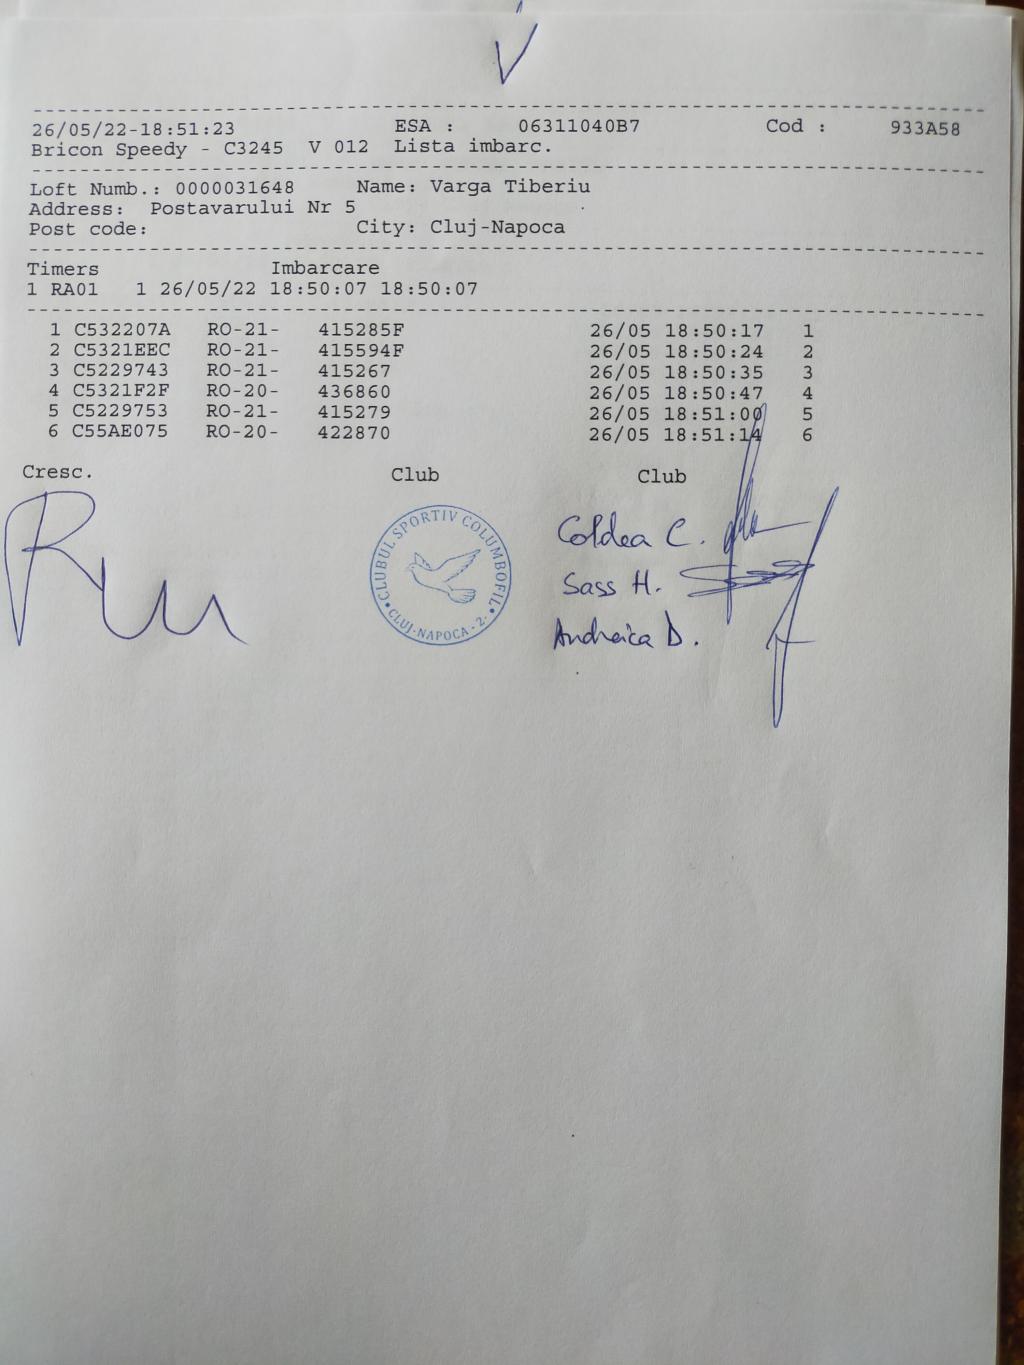 26/05/22-18:51:23 ESA : 06311040B7 Cod : 933A58
Bricon Speedy - C3245 V 012 Lista imbarc.
Loft Numb.: 0000031648 Name: Varga Tiberiu
Address: Postavarului Nr 5
Post code: City: Cluj-Napoca
Timers Imbarcare
1 RA01 1 26/05/22 18:50:07 18:50:07
1 C532207A RO-21- 415285F 26/05 18:50:17 1
2 C5321EEC RO-21- 415594F 26/05 18:50:24 2
3 C5229743 RO-21- 415267 26/05 18:50:35 3
4 C5321F2F RO-20- 436860 26/05 18:50:47 4
5 C5229753 RO-21- 415279 26/05 18:51:00 5
6 C55AE075 RO-20- 422870 26/05 18:51:14 6
Cresc. Club Club
CLUBUL SPORTIV COLUMBOFIL
CLUJ-NAPOCA - 2 -
Coldea C.
Sass H.
Andreica D.